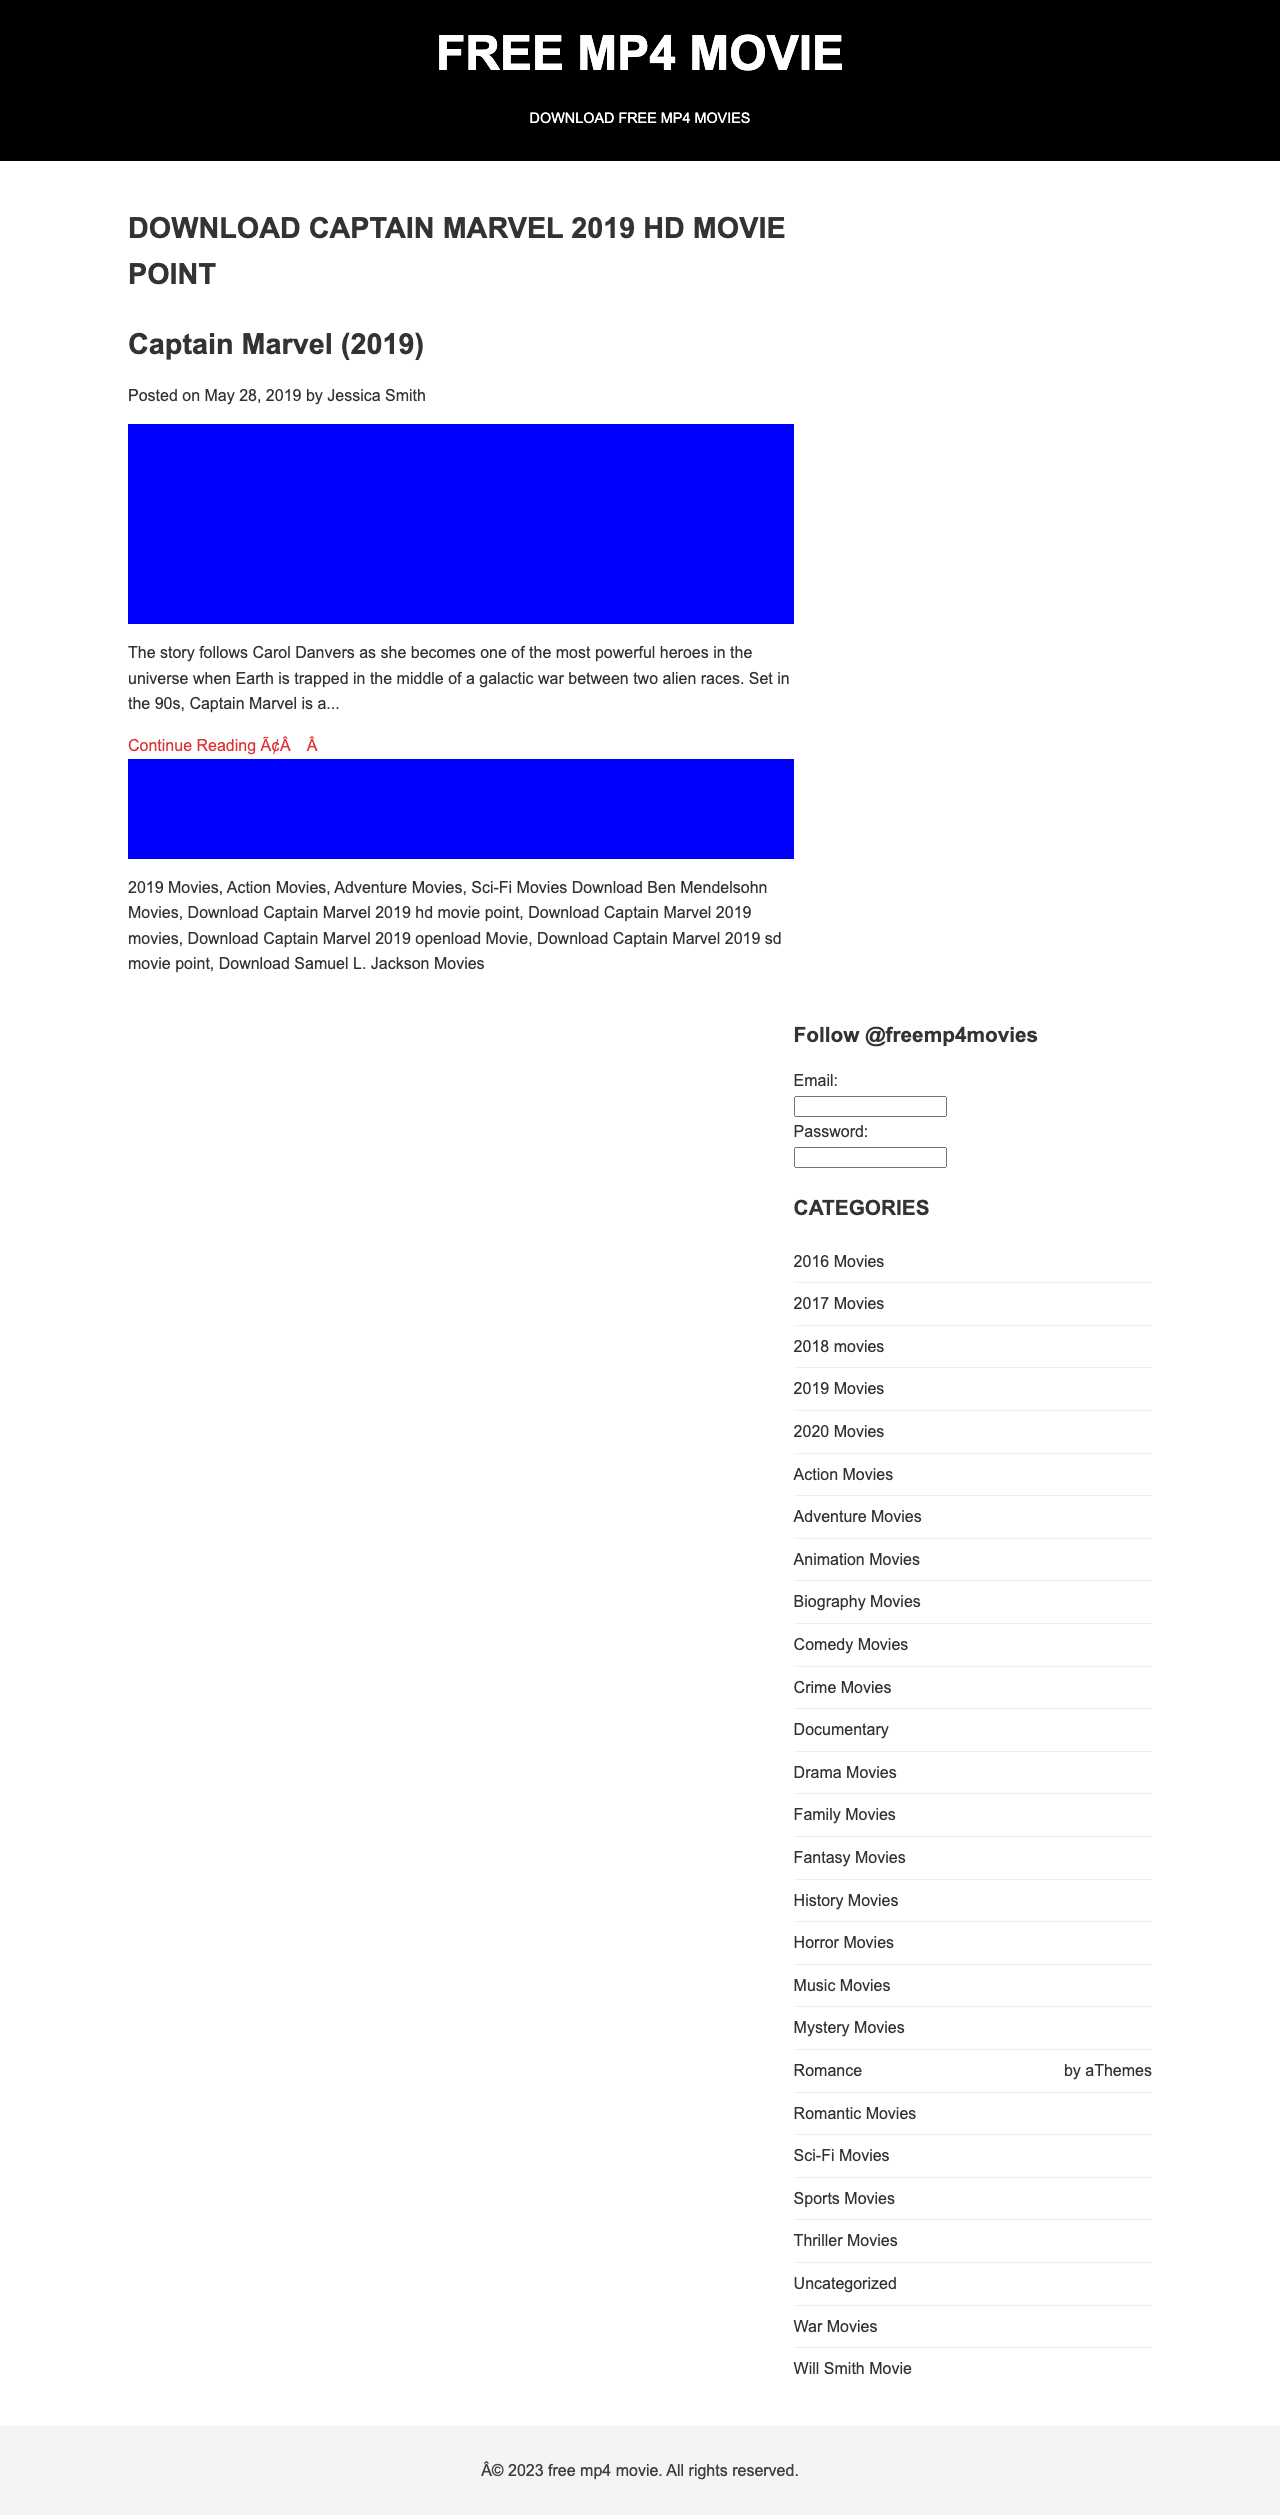 FREE MP4 MOVIE
DOWNLOAD FREE MP4 MOVIES
DOWNLOAD CAPTAIN MARVEL 2019 HD MOVIE
POINT
Captain Marvel (2019)
Posted on May 28, 2019 by Jessica Smith
The story follows Carol Danvers as she becomes one of the most powerful heroes in the
universe when Earth is trapped in the middle of a galactic war between two alien races. Set in
the 90s, Captain Marvel is a...
Continue Reading Ã¢Â Â
2019 Movies, Action Movies, Adventure Movies, Sci-Fi Movies Download Ben Mendelsohn
Movies, Download Captain Marvel 2019 hd movie point, Download Captain Marvel 2019
movies, Download Captain Marvel 2019 openload Movie, Download Captain Marvel 2019 sd
movie point, Download Samuel L. Jackson Movies
Follow @freemp4movies
Email:
Password:
CATEGORIES
2016 Movies
2017 Movies
2018 movies
2019 Movies
2020 Movies
Action Movies
Adventure Movies
Animation Movies
Biography Movies
Comedy Movies
Crime Movies
Documentary
Drama Movies
Family Movies
Fantasy Movies
History Movies
Horror Movies
Music Movies
Mystery Movies
Romance by aThemes
Romantic Movies
Sci-Fi Movies
Sports Movies
Thriller Movies
Uncategorized
War Movies
Will Smith Movie
Â© 2023 free mp4 movie. All rights reserved.